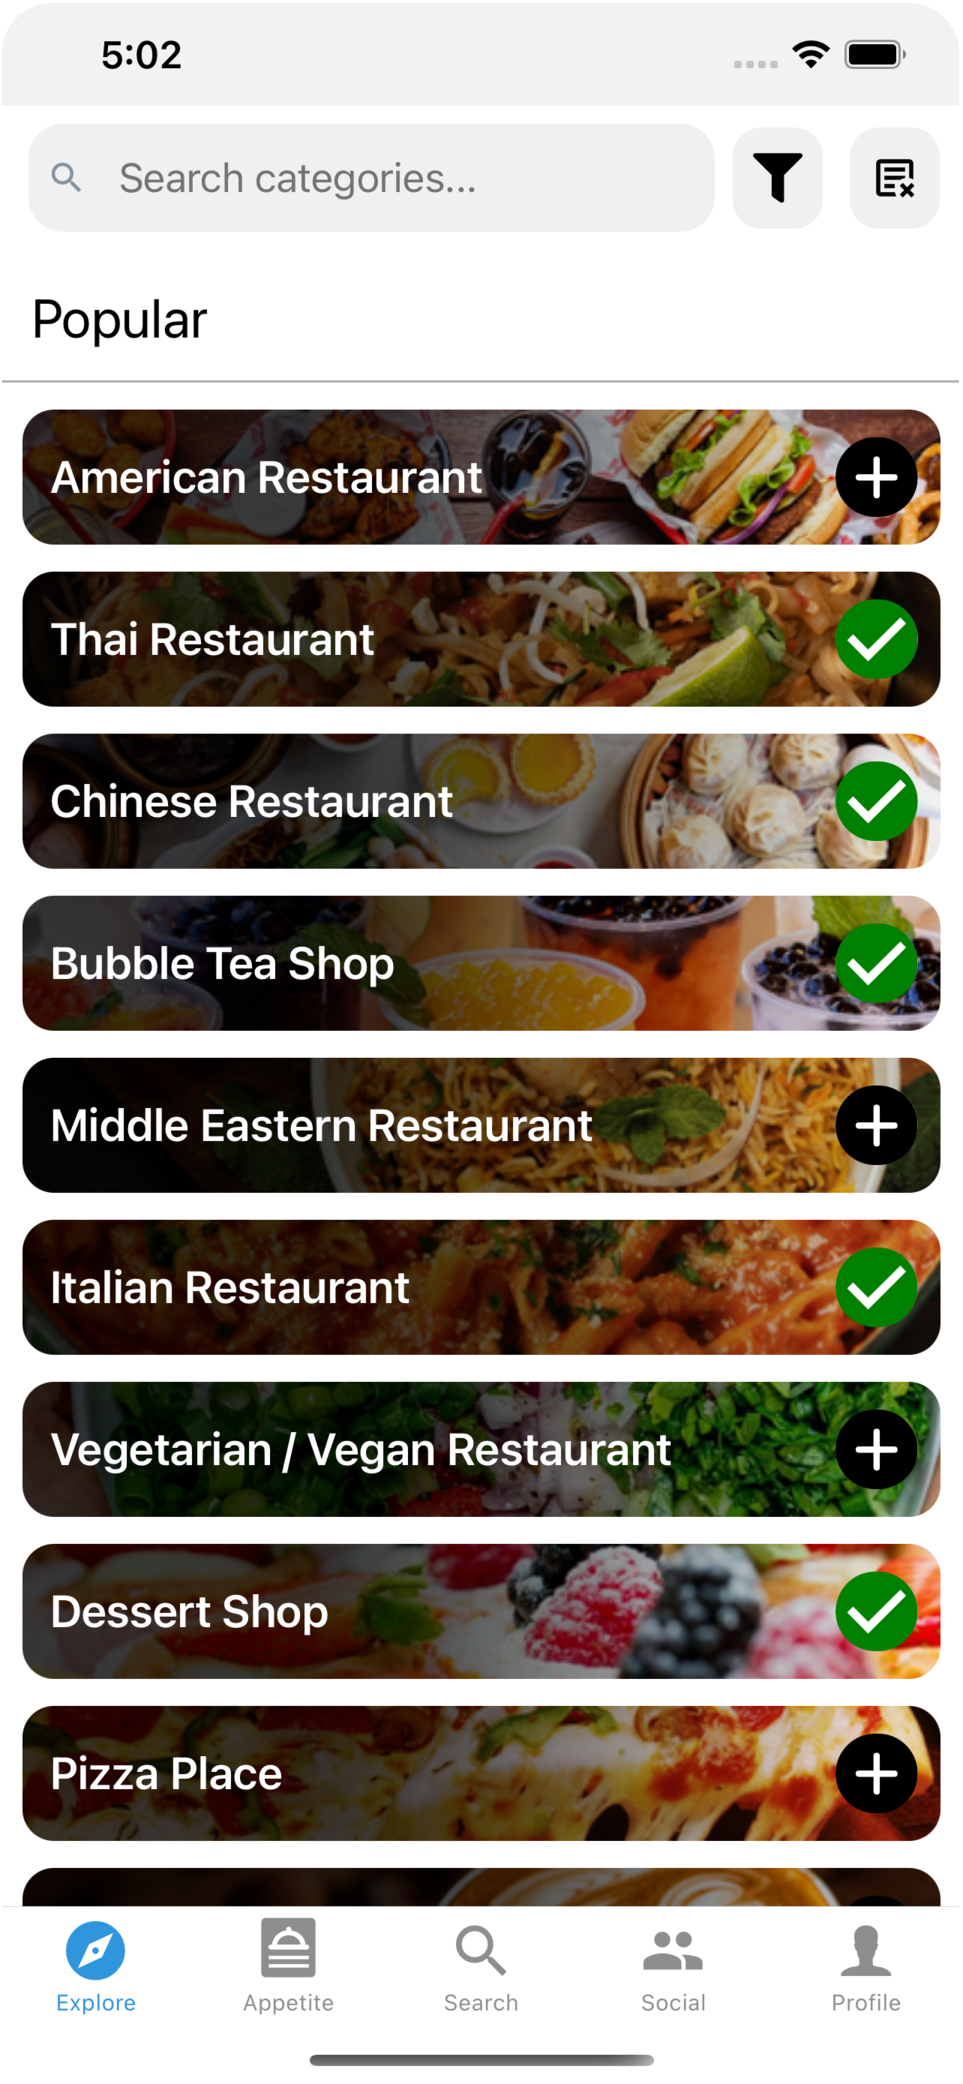 5:02
Search categories...
Popular
American Restaurant
Thai Restaurant
Chinese Restaurant
Bubble Tea Shop
Middle Eastern Restaurant
Italian Restaurant
Vegetarian / Vegan Restaurant
Dessert Shop
Pizza Place
Explore
Appetite
Search
Social
Profile